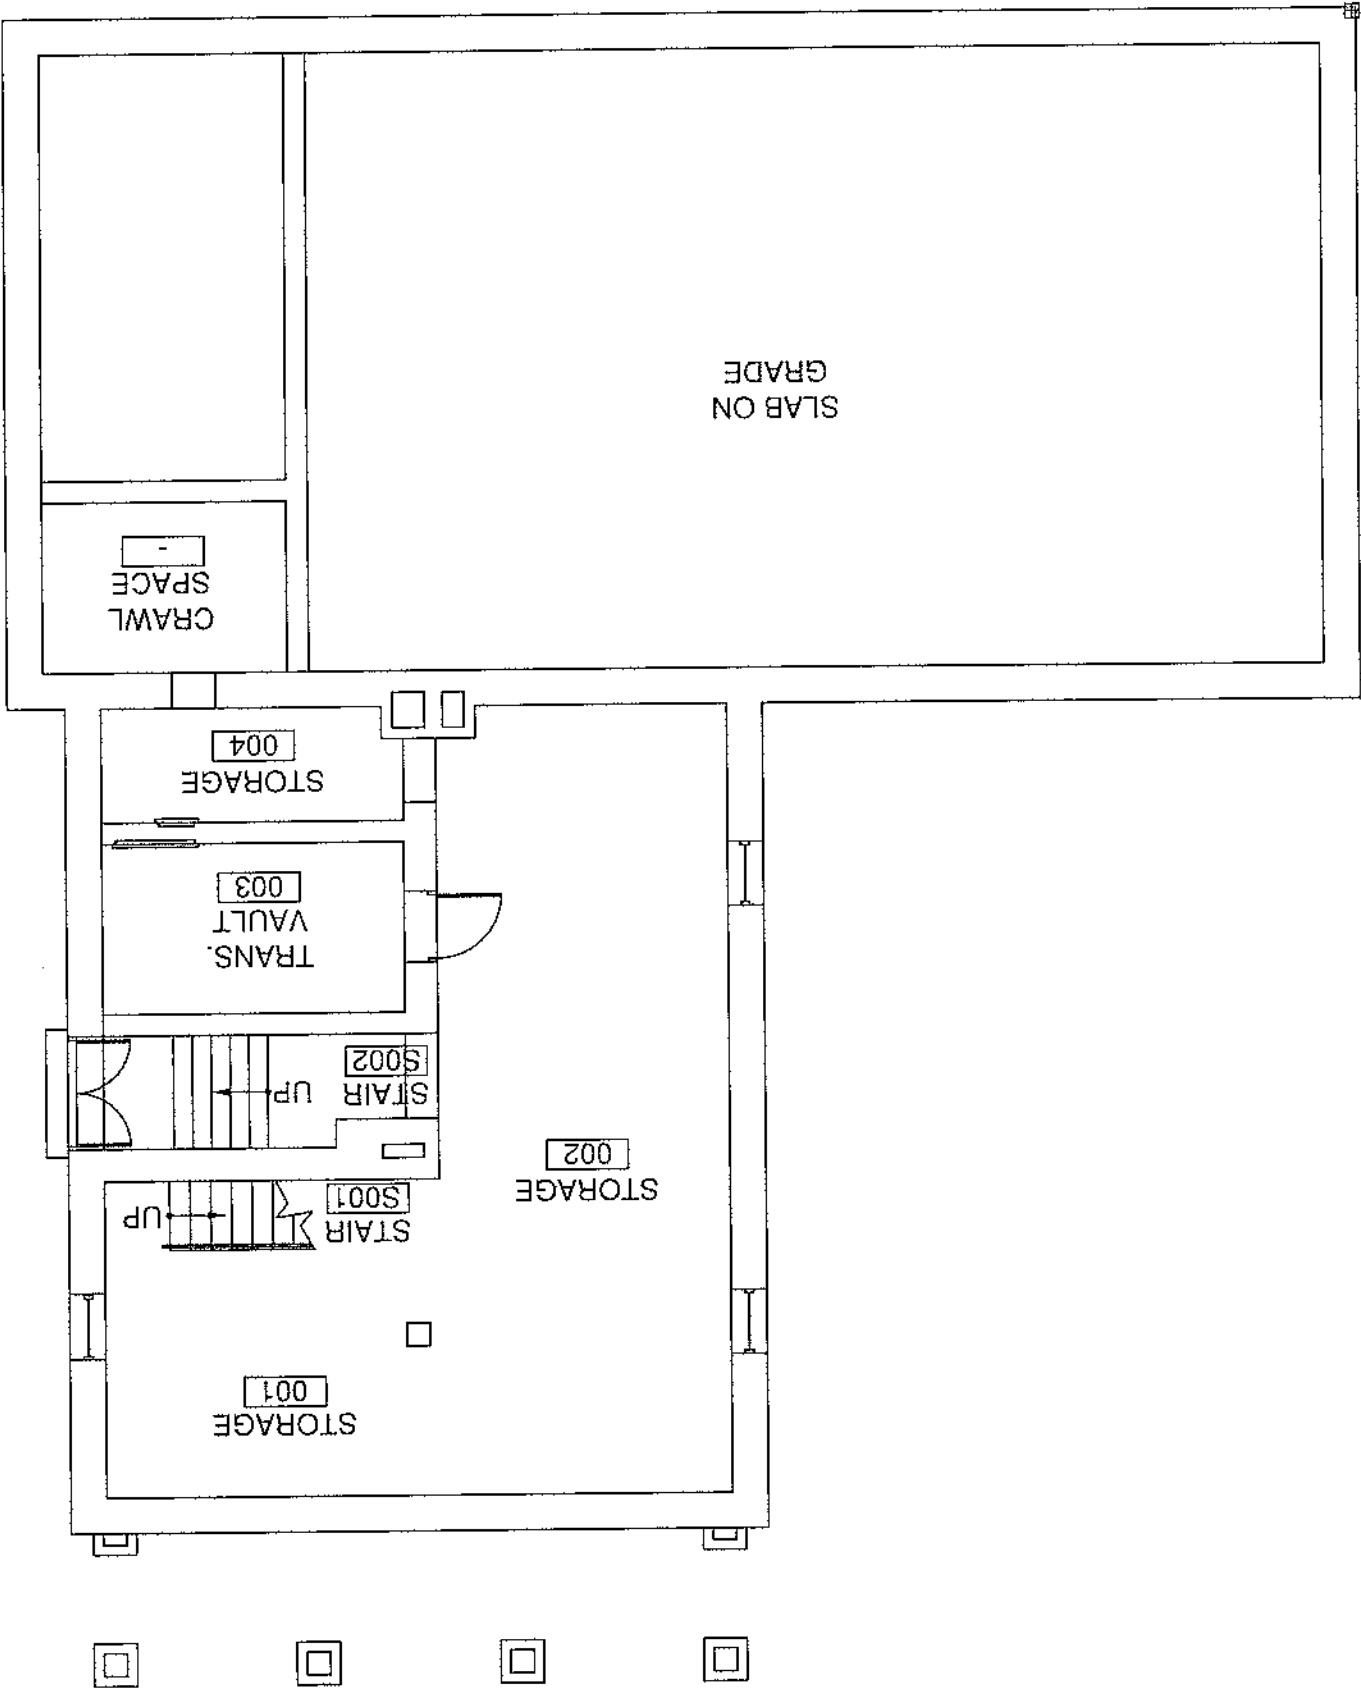 STORAGE
001
STAIR
S001
UP
STORAGE
002
STAIR
S002
UP
TRANS.
VAULT
003
STORAGE
004
CRAWL
SPACE
-
SLAB ON
GRADE